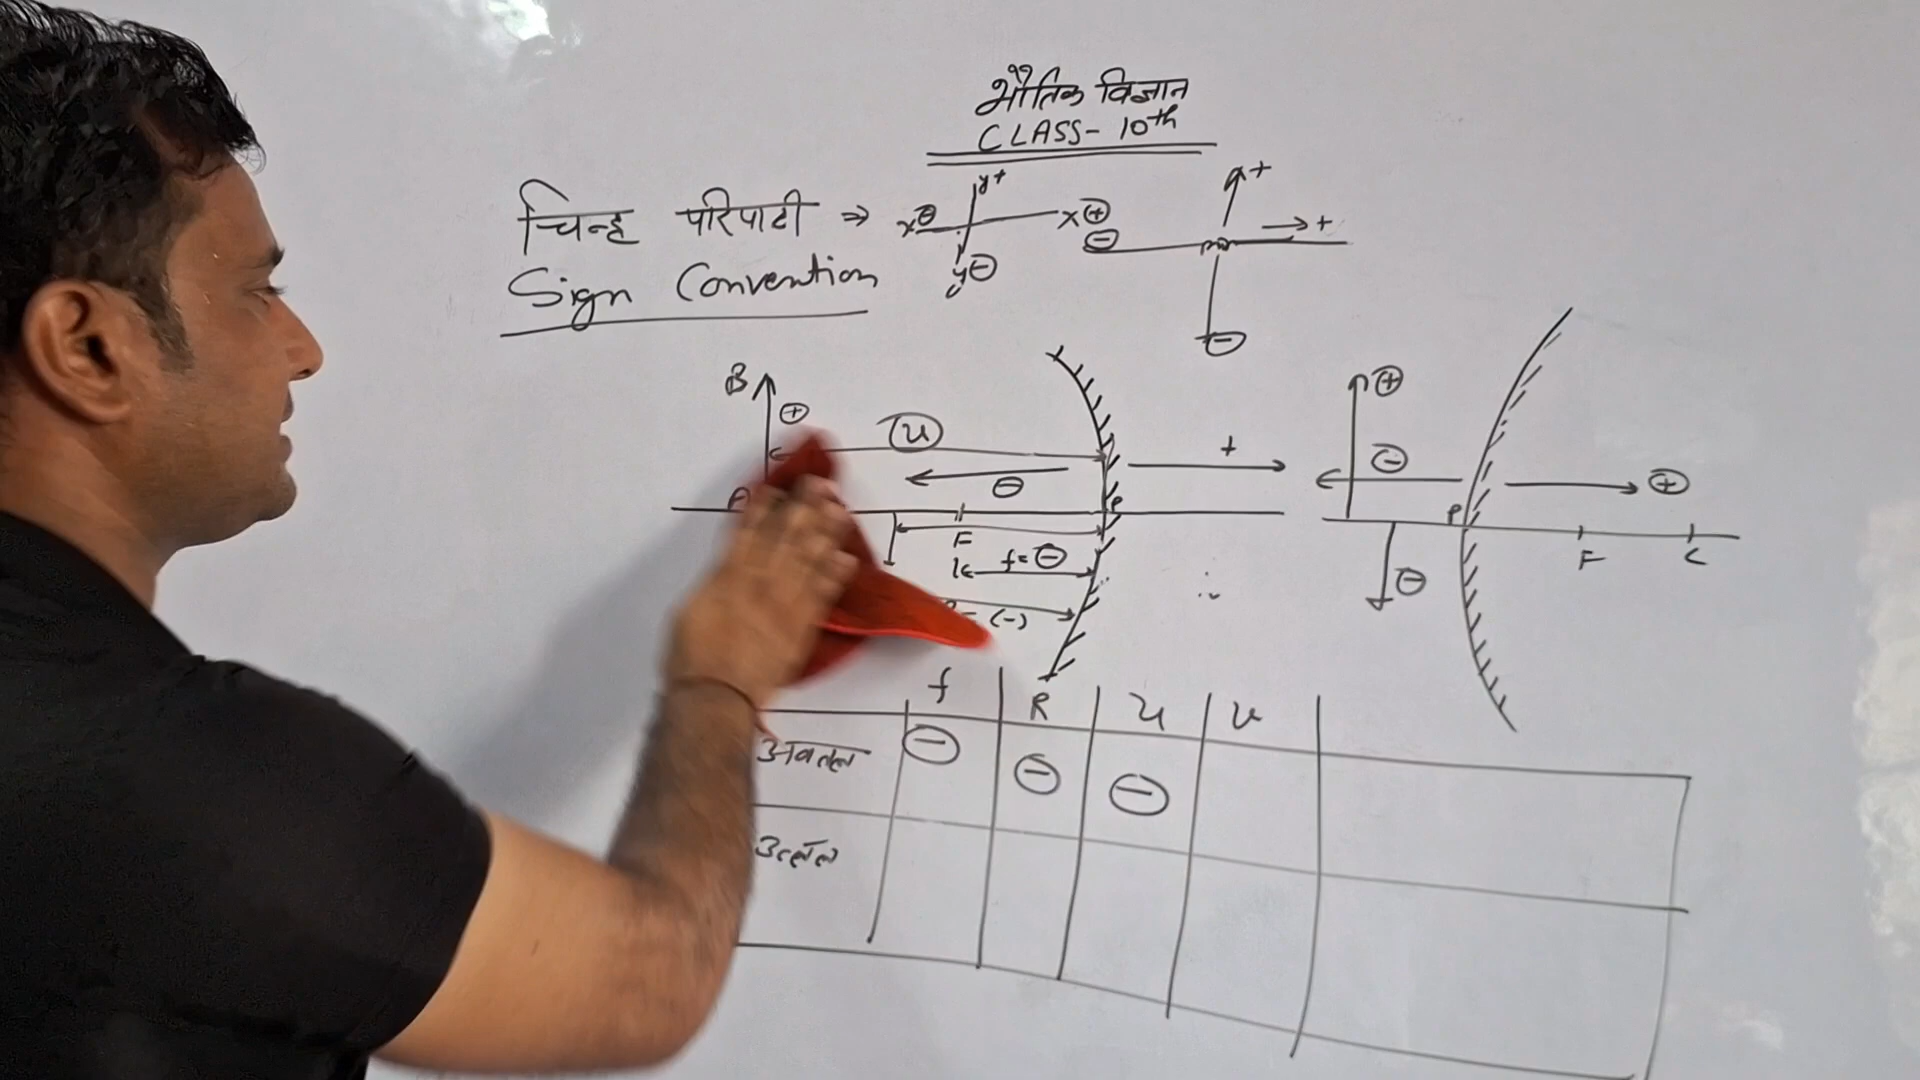 भौतिक विज्ञान
CLASS- 10th
चिन्ह परिपाटी ⇒
Sign Convention
y+
x⊖ x⊕
y⊖
+
→ +
⊖
⊖
B
⊕
u
⊖
+
A
P
F
f=⊖
(-)
⊕
⊖
⊕
P
F
C
⊖
f R u v
अवतल ⊖ ⊖ ⊖
उत्तल